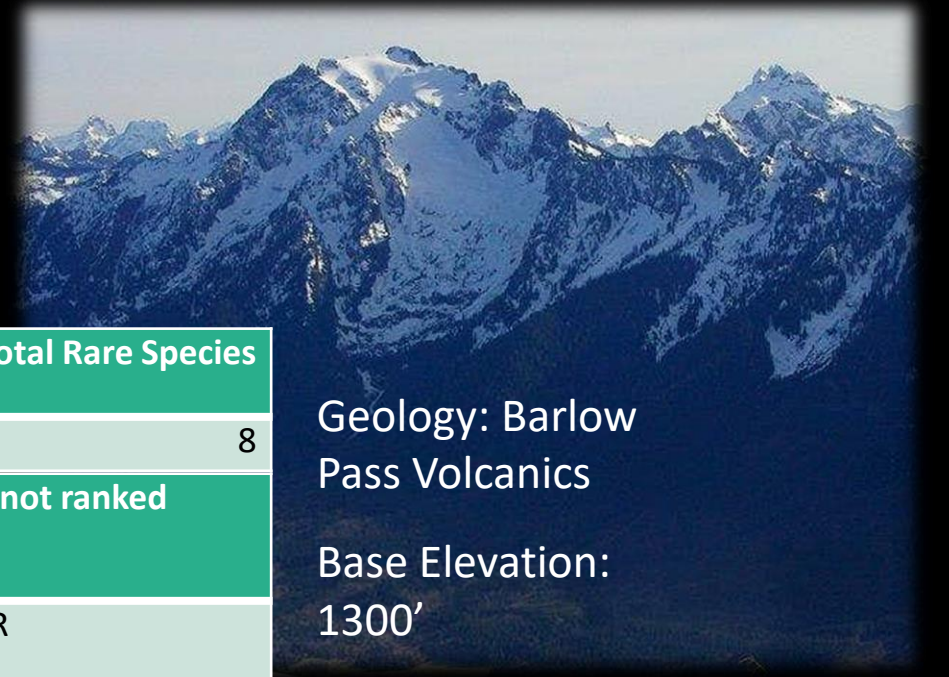 otal Rare Species
8
not ranked
R
Geology: Barlow
Pass Volcanics
Base Elevation:
1300’